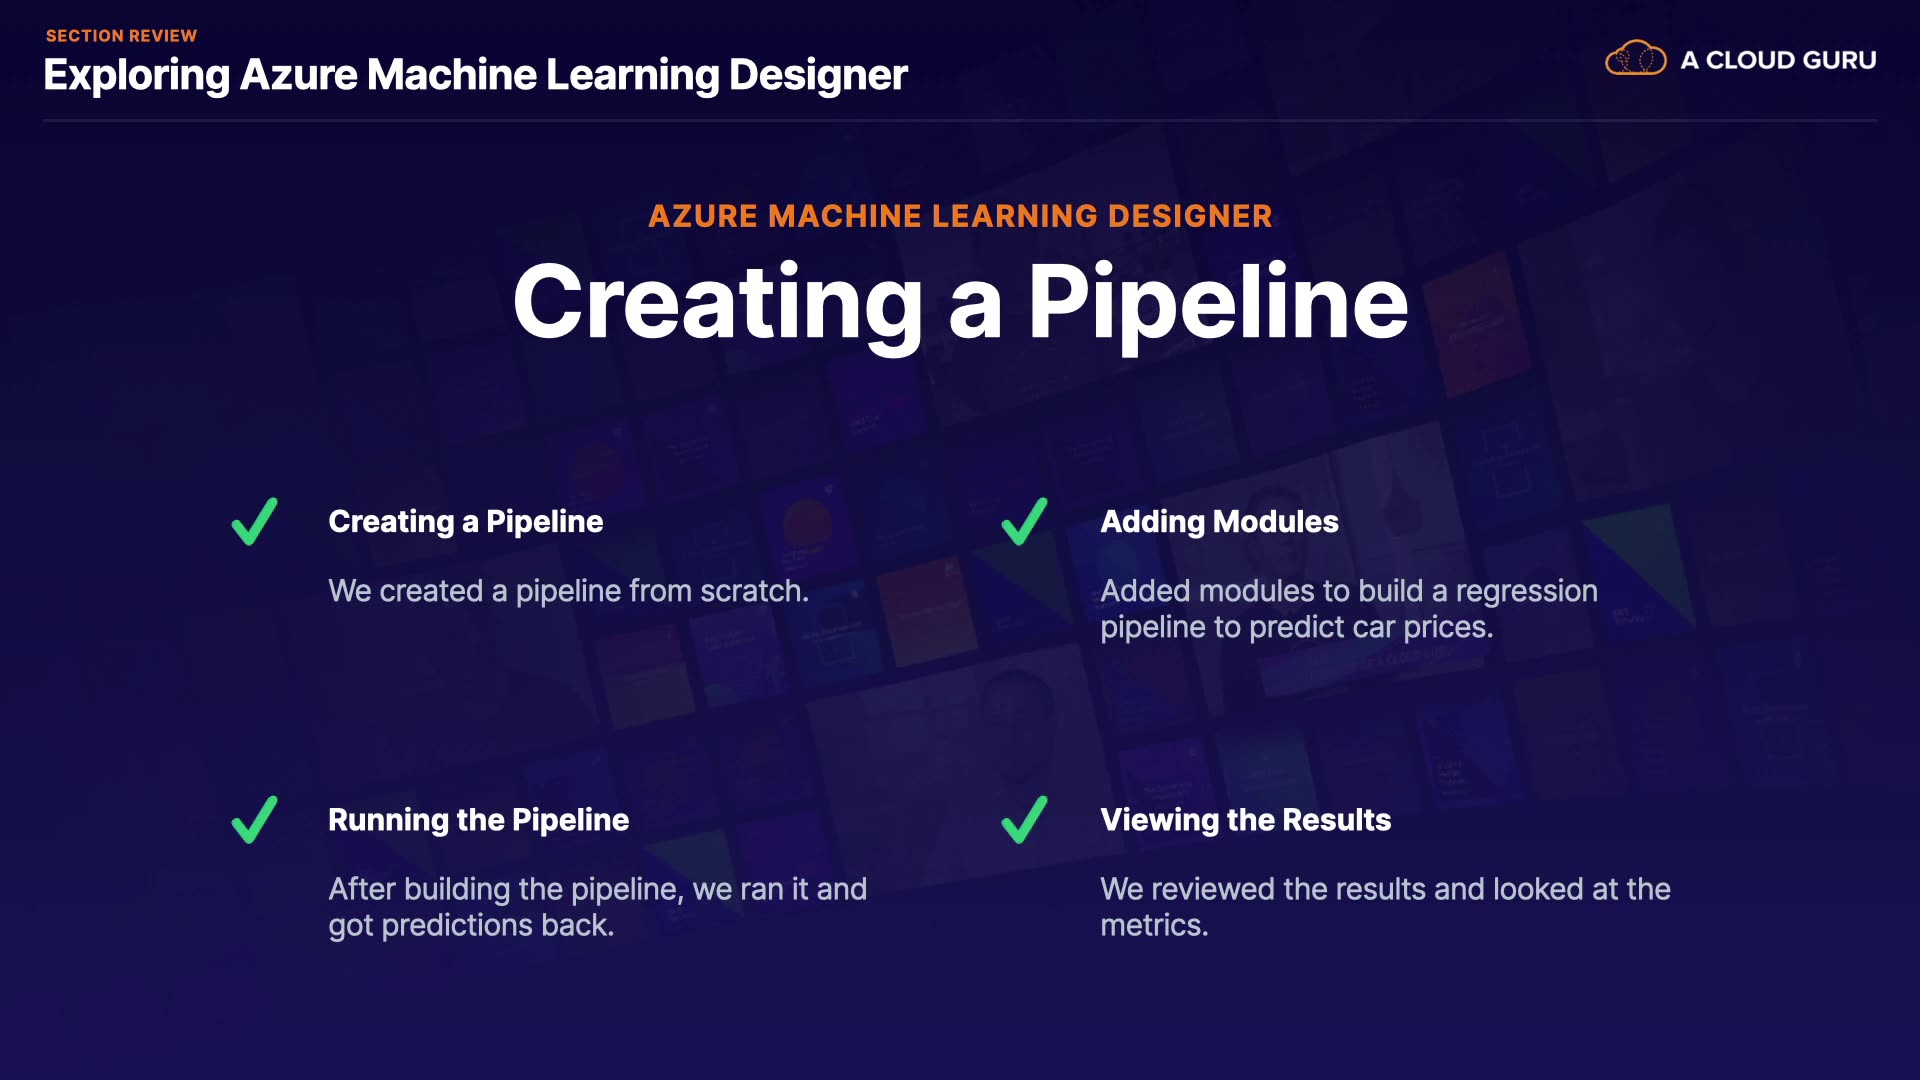 SECTION REVIEW
Exploring Azure Machine Learning Designer
A CLOUD GURU
AZURE MACHINE LEARNING DESIGNER
Creating a Pipeline
Creating a Pipeline
We created a pipeline from scratch.
Adding Modules
Added modules to build a regression
pipeline to predict car prices.
Running the Pipeline
After building the pipeline, we ran it and
got predictions back.
Viewing the Results
We reviewed the results and looked at the
metrics.